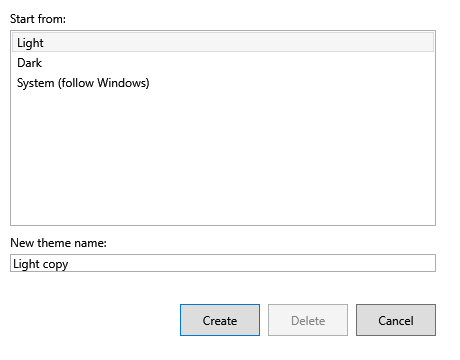 Start from:
Light
Dark
System (follow Windows)
New theme name:
Light copy
Create
Delete
Cancel